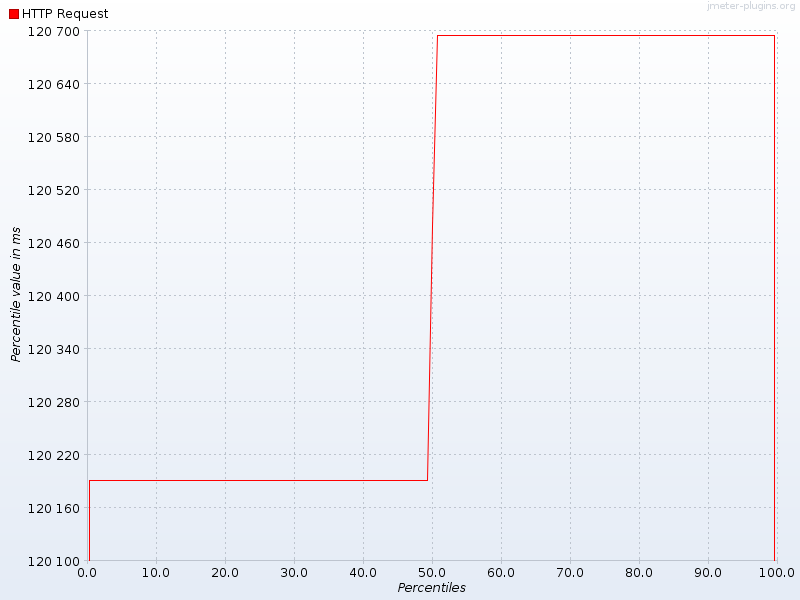 jmeter-plugins.org
HTTP Request
120 700
120 640
120 580
120 520
120 460
120 400
120 340
120 280
120 220
120 160
120 100
Percentile value in ms
0.0 10.0 20.0 30.0 40.0 50.0 60.0 70.0 80.0 90.0 100.0
Percentiles